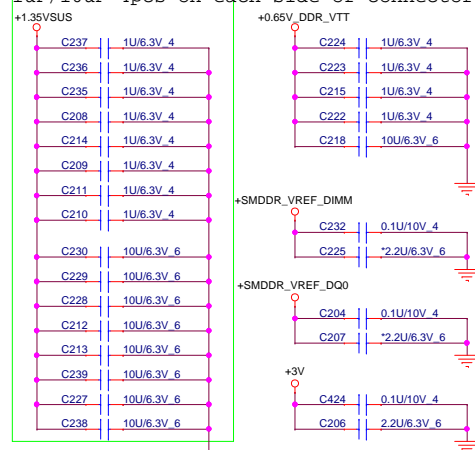 +1.35VSUS
C237 1U/6.3V_4
C236 1U/6.3V_4
C235 1U/6.3V_4
C208 1U/6.3V_4
C214 1U/6.3V_4
C209 1U/6.3V_4
C211 1U/6.3V_4
C210 1U/6.3V_4
C230 10U/6.3V_6
C229 10U/6.3V_6
C228 10U/6.3V_6
C212 10U/6.3V_6
C213 10U/6.3V_6
C239 10U/6.3V_6
C227 10U/6.3V_6
C238 10U/6.3V_6
+0.65V_DDR_VTT
C224 1U/6.3V_4
C223 1U/6.3V_4
C215 1U/6.3V_4
C222 1U/6.3V_4
C218 10U/6.3V_6
+SMDDR_VREF_DIMM
C232 0.1U/10V_4
C225 *2.2U/6.3V_6
+SMDDR_VREF_DQ0
C204 0.1U/10V_4
C207 *2.2U/6.3V_6
+3V
C424 0.1U/10V_4
C206 2.2U/6.3V_6